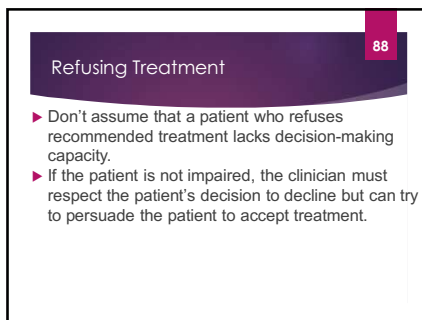 88
Refusing Treatment
▶ Don't assume that a patient who refuses
recommended treatment lacks decision-making
capacity.
▶ If the patient is not impaired, the clinician must
respect the patient's decision to decline but can try
to persuade the patient to accept treatment.